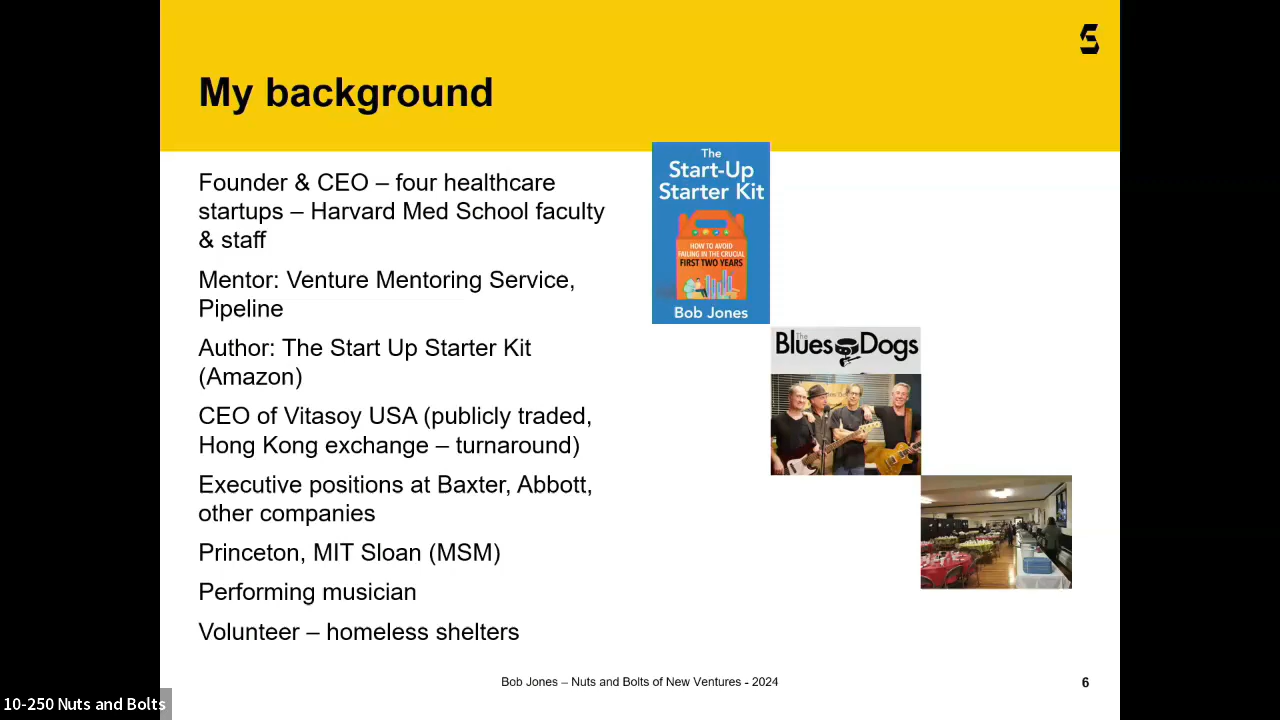 My background
Founder & CEO – four healthcare
startups – Harvard Med School faculty
& staff
Mentor: Venture Mentoring Service,
Pipeline
Author: The Start Up Starter Kit
(Amazon)
CEO of Vitasoy USA (publicly traded,
Hong Kong exchange – turnaround)
Executive positions at Baxter, Abbott,
other companies
Princeton, MIT Sloan (MSM)
Performing musician
Volunteer – homeless shelters
The
Start-Up
Starter Kit
HOW TO AVOID
FAILING IN THE CRUCIAL
FIRST TWO YEARS
Bob Jones
The
Blues Dogs
Bob Jones – Nuts and Bolts of New Ventures - 2024
6
10-250 Nuts and Bolts